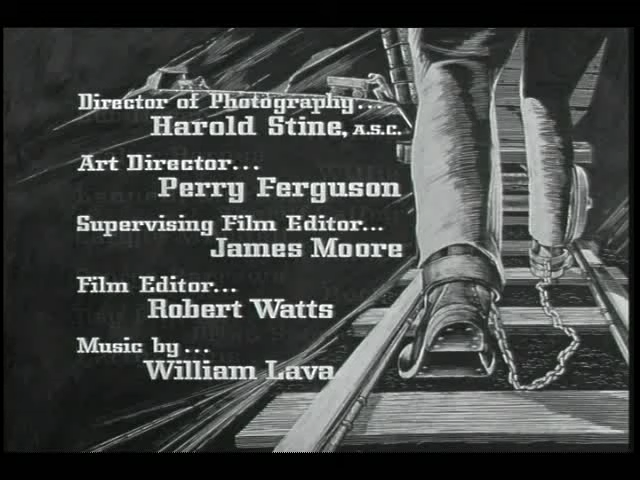 Director of Photography...
Harold Stine, A.S.C.
Art Director...
Perry Ferguson
Supervising Film Editor...
James Moore
Film Editor...
Robert Watts
Music by...
William Lava